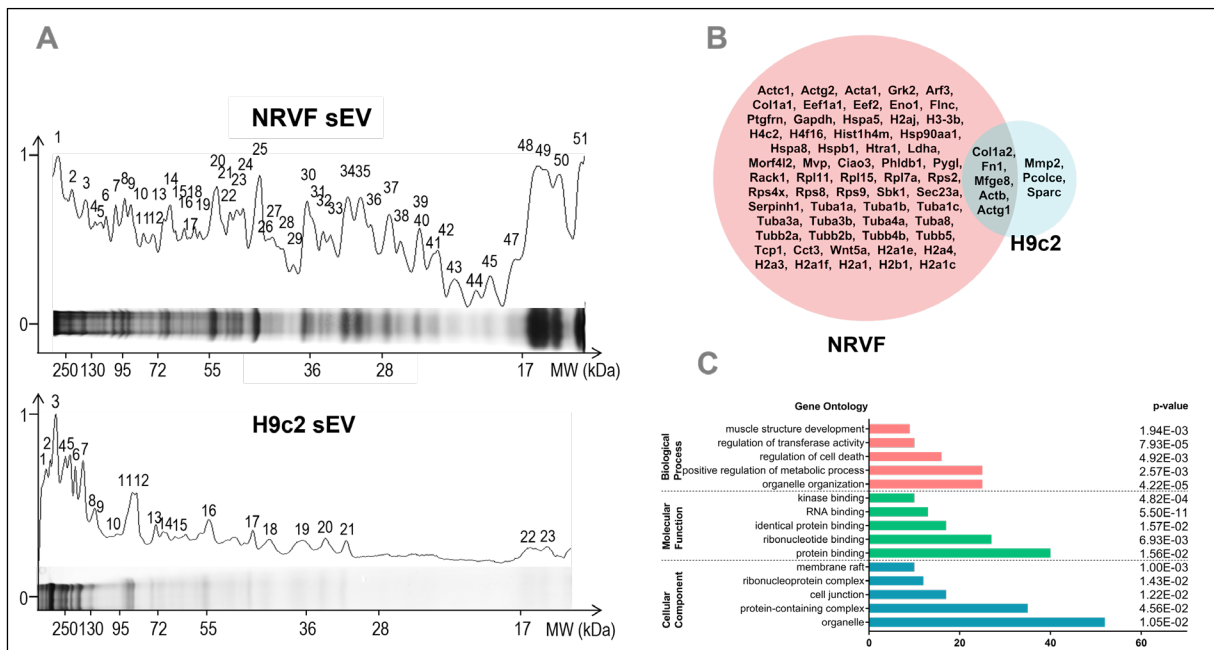 A
NRVF sEV
1
1 2 3 4 5 6 7 8 9 10 11 12 13 14 15 16 17 18 19 20 21 22 23 24 25 26 27 28 29 30 31 32 33 34 35 36 37 38 39 40 41 42 43 44 45 47 48 49 50 51
0
250 130 95 72 55 36 28 17 MW (kDa)
H9c2 sEV
1
1 2 3 4 5 6 7 8 9 10 11 12 13 14 15 16 17 18 19 20 21 22 23
0
250 130 95 72 55 36 28 17 MW (kDa)
B
Actc1, Actg2, Acta1, Grk2, Arf3,
Col1a1, Eef1a1, Eef2, Eno1, Flnc,
Ptgfrn, Gapdh, Hspa5, H2aj, H3-3b,
H4c2, H4f16, Hist1h4m, Hsp90aa1,
Hspa8, Hspb1, Htra1, Ldha,
Morf4l2, Mvp, Ciao3, Phldb1, Pygl,
Rack1, Rpl11, Rpl15, Rpl7a, Rps2,
Rps4x, Rps8, Rps9, Sbk1, Sec23a,
Serpinh1, Tuba1a, Tuba1b, Tuba1c,
Tuba3a, Tuba3b, Tuba4a, Tuba8,
Tubb2a, Tubb2b, Tubb4b, Tubb5,
Tcp1, Cct3, Wnt5a, H2a1e, H2a4,
H2a3, H2a1f, H2a1, H2b1, H2a1c
Col1a2,
Fn1,
Mfge8,
Actb,
Actg1
Mmp2,
Pcolce,
Sparc
H9c2
NRVF
C
Gene Ontology p-value
Biological Process
muscle structure development 1.94E-03
regulation of transferase activity 7.93E-05
regulation of cell death 4.92E-03
positive regulation of metabolic process 2.57E-03
organelle organization 4.22E-05
Molecular Function
kinase binding 4.82E-04
RNA binding 5.50E-11
identical protein binding 1.57E-02
ribonucleotide binding 6.93E-03
protein binding 1.56E-02
Cellular Component
membrane raft 1.00E-03
ribonucleoprotein complex 1.43E-02
cell junction 1.22E-02
protein-containing complex 4.56E-02
organelle 1.05E-02
0 20 40 60